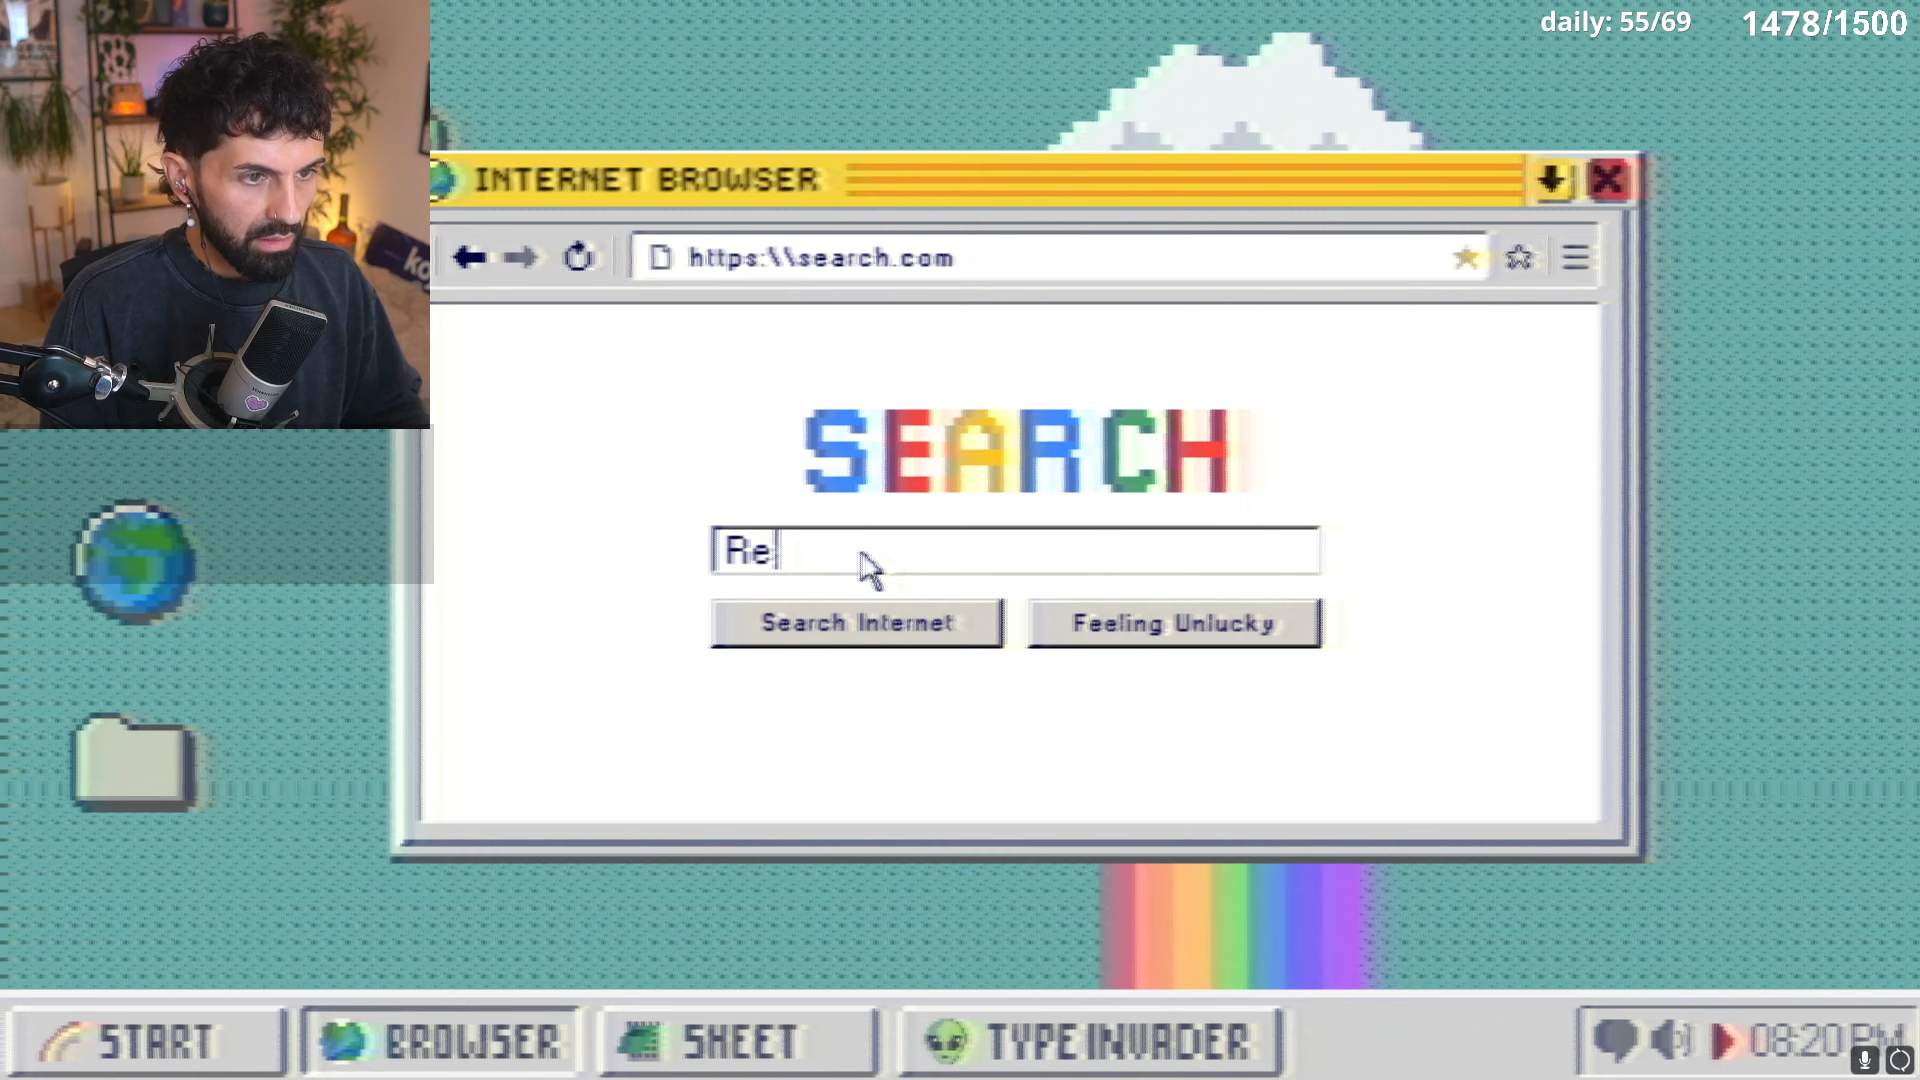 daily: 55/69 1478/1500
INTERNET BROWSER
https:\\search.com
SEARCH
Re
Search Internet Feeling Unlucky
START BROWSER SHEET TYPE INVADER 08:20 PM